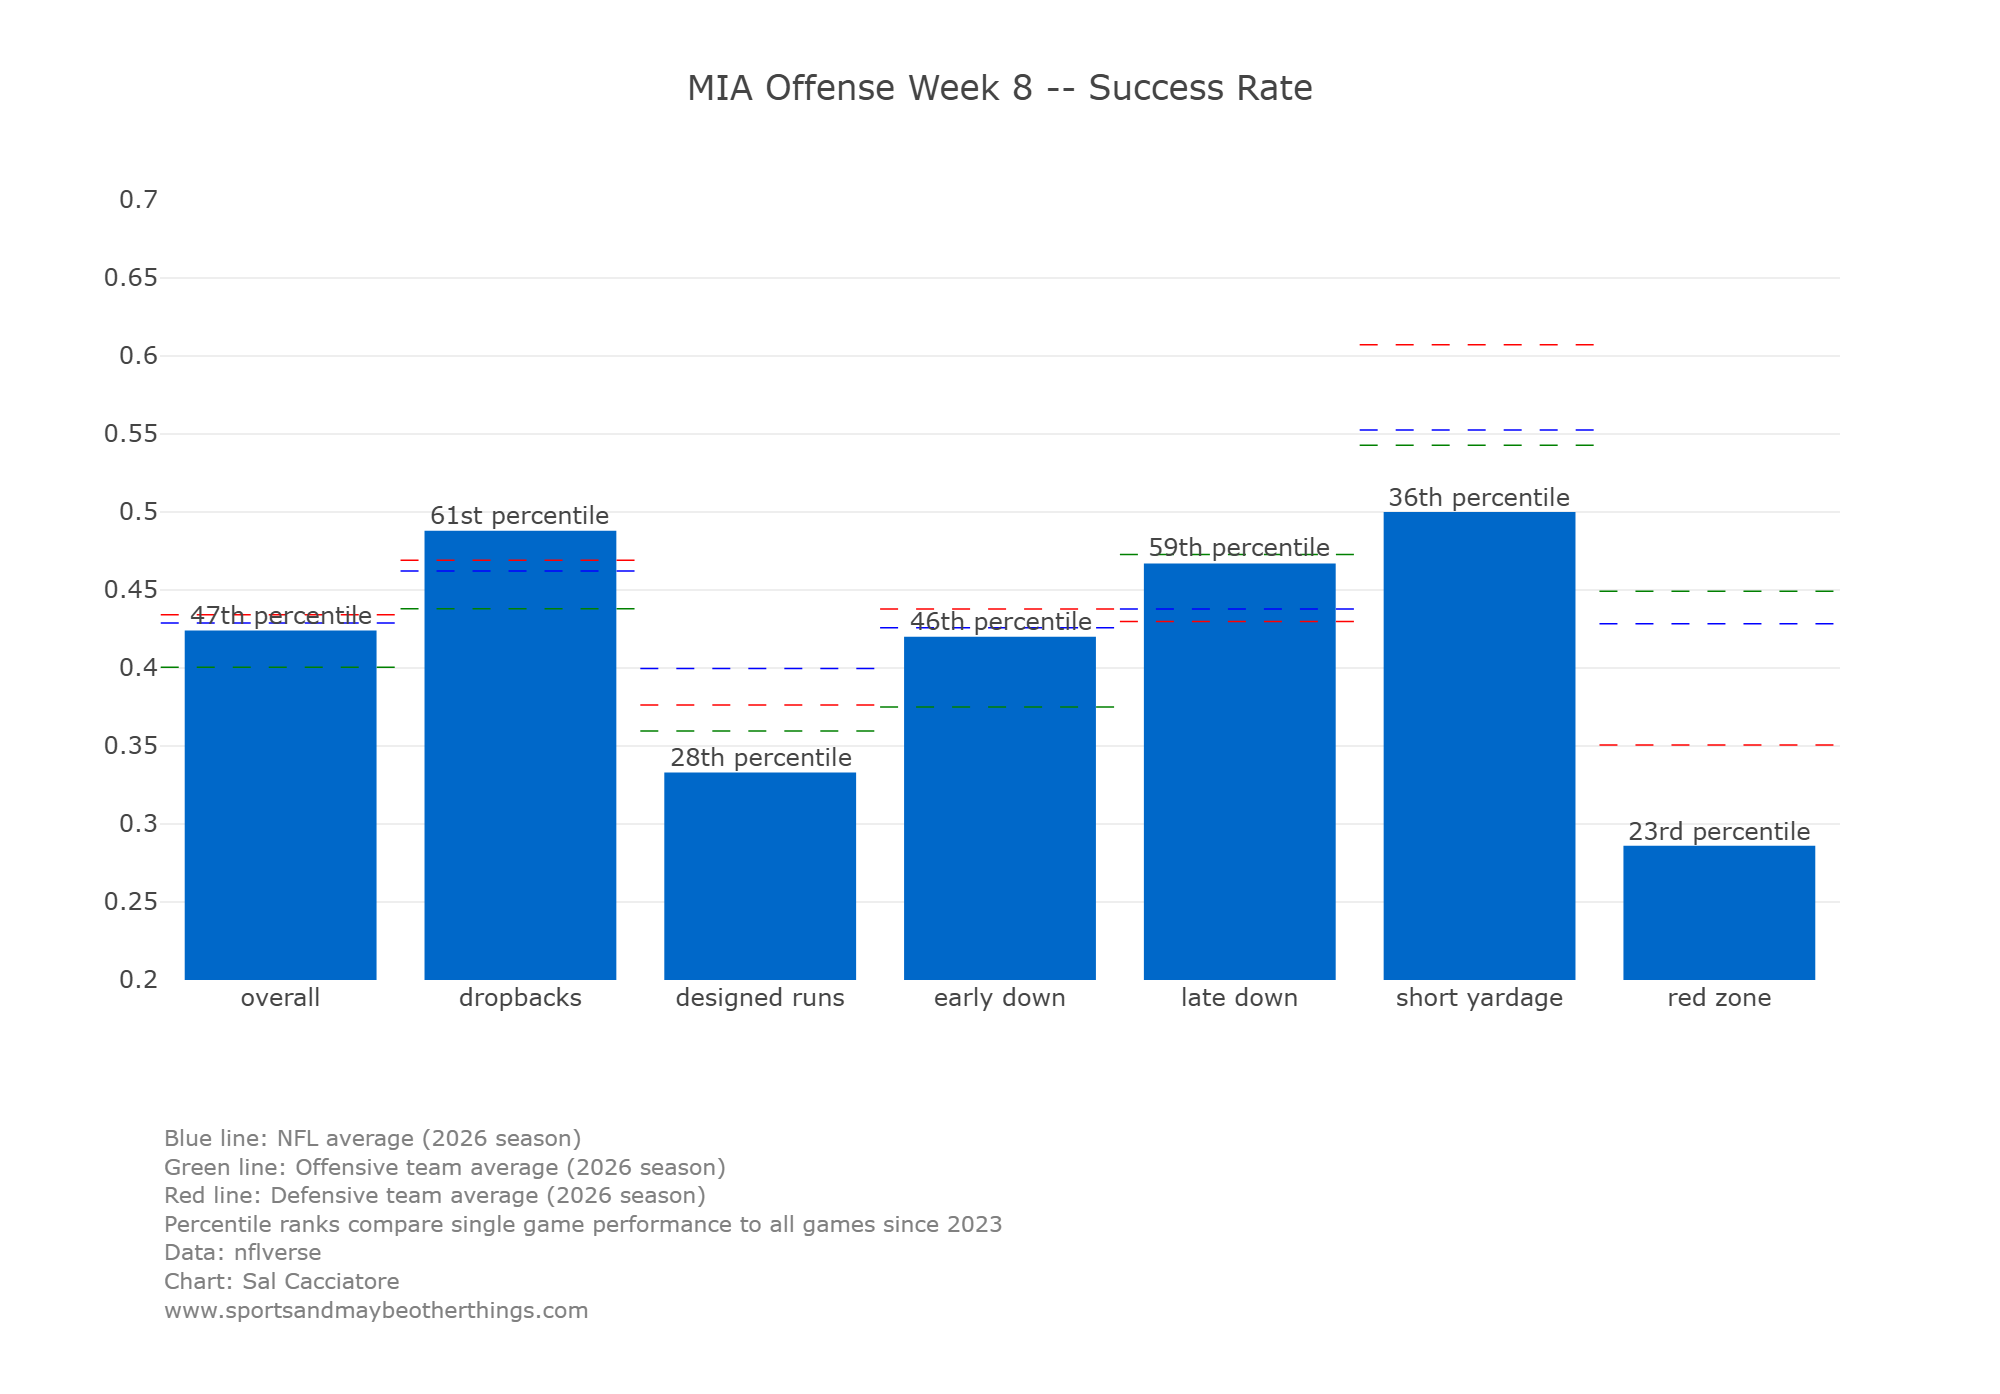 MIA Offense Week 8 -- Success Rate
0.7
0.65
0.6
0.55
0.5
0.45
0.4
0.35
0.3
0.25
0.2
47th percentile
61st percentile
28th percentile
46th percentile
59th percentile
36th percentile
23rd percentile
overall
dropbacks
designed runs
early down
late down
short yardage
red zone
Blue line: NFL average (2026 season)
Green line: Offensive team average (2026 season)
Red line: Defensive team average (2026 season)
Percentile ranks compare single game performance to all games since 2023
Data: nflverse
Chart: Sal Cacciatore
www.sportsandmaybeotherthings.com